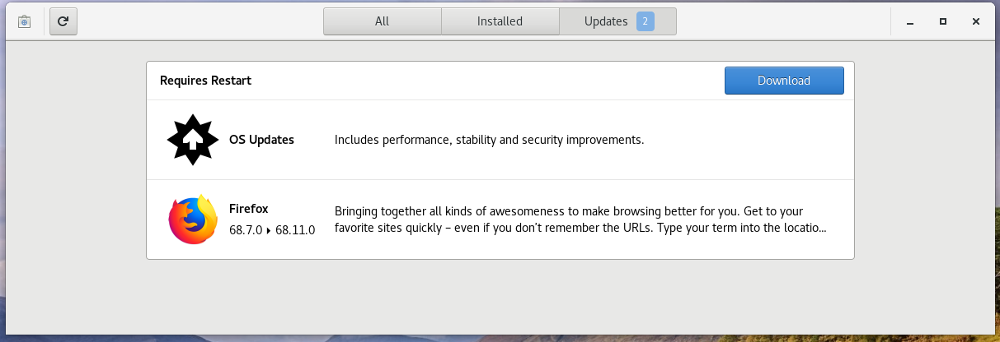 All
Installed
Updates 2
Requires Restart
Download
OS Updates
Includes performance, stability and security improvements.
Firefox
68.7.0 ▸ 68.11.0
Bringing together all kinds of awesomeness to make browsing better for you. Get to your
favorite sites quickly – even if you don’t remember the URLs. Type your term into the locatio...